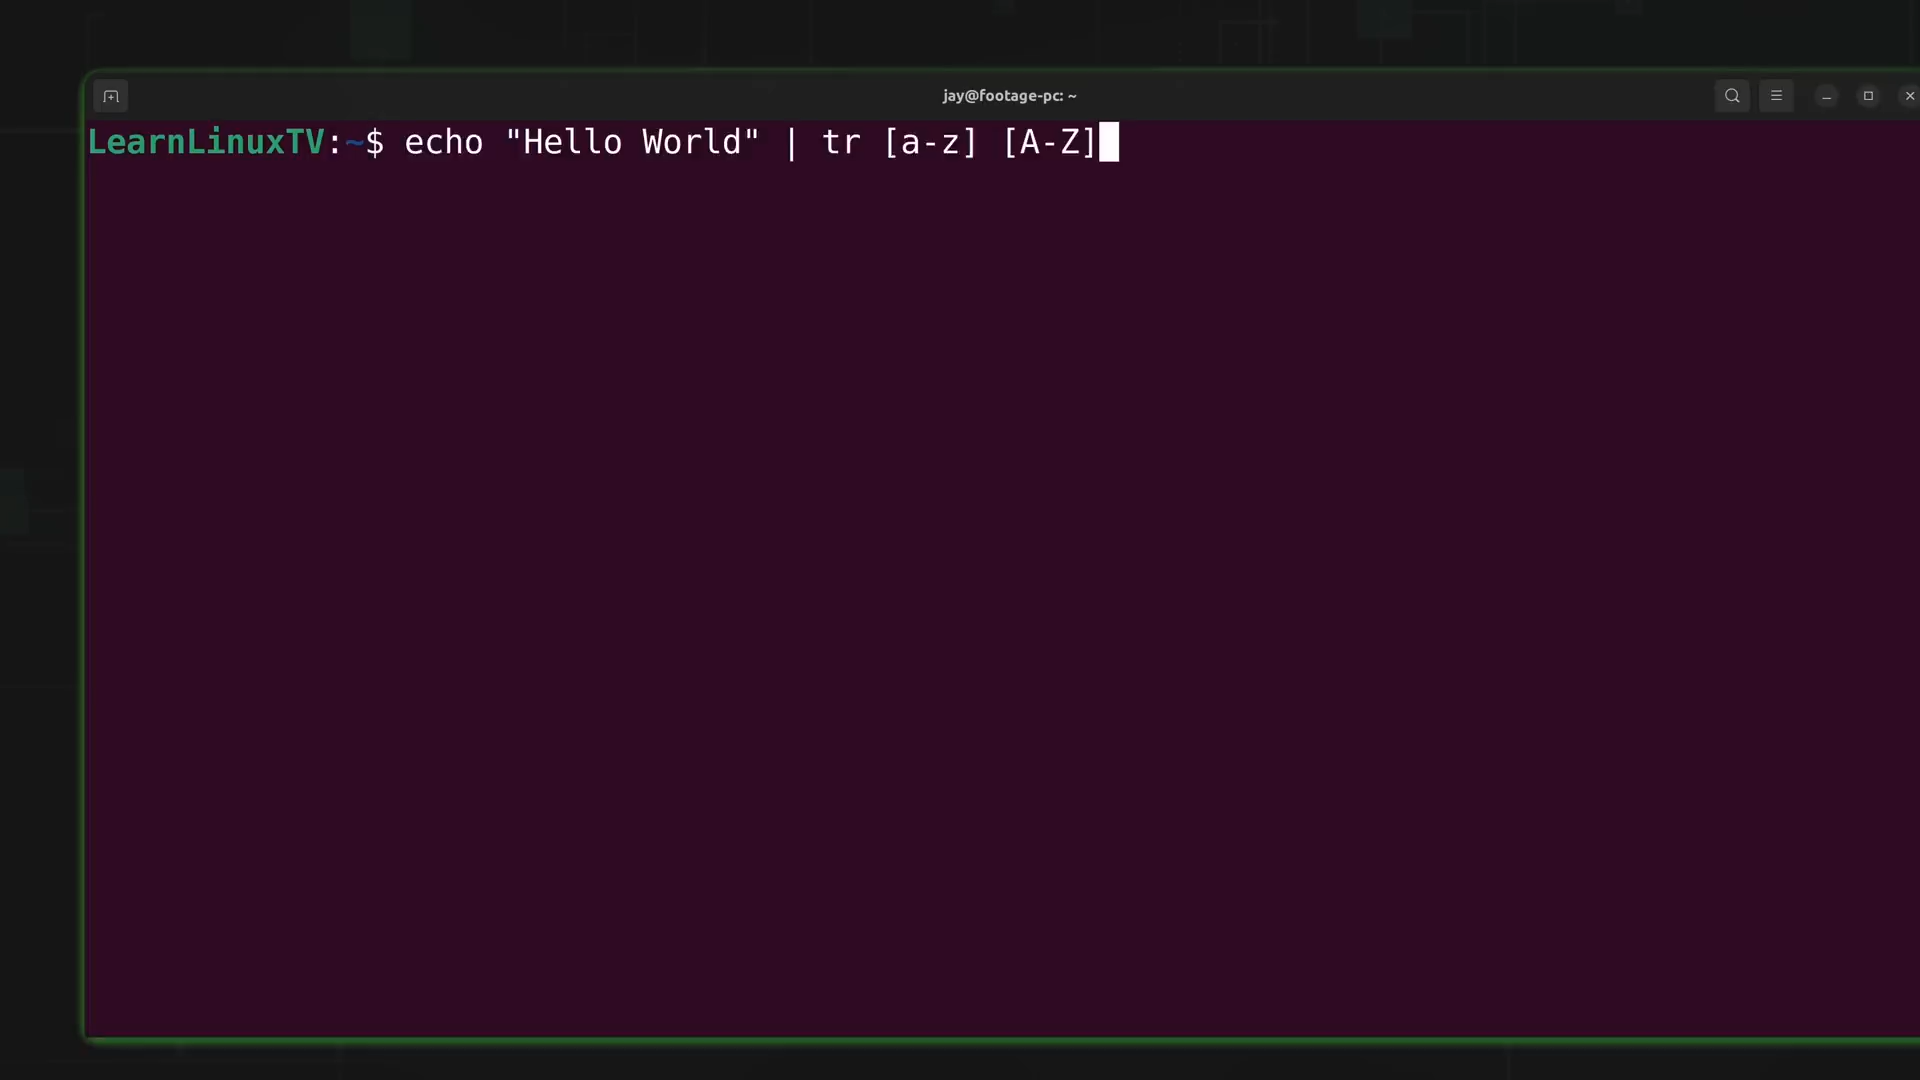 jay@footage-pc: ~
LearnLinuxTV:~$ echo "Hello World" | tr [a-z] [A-Z]